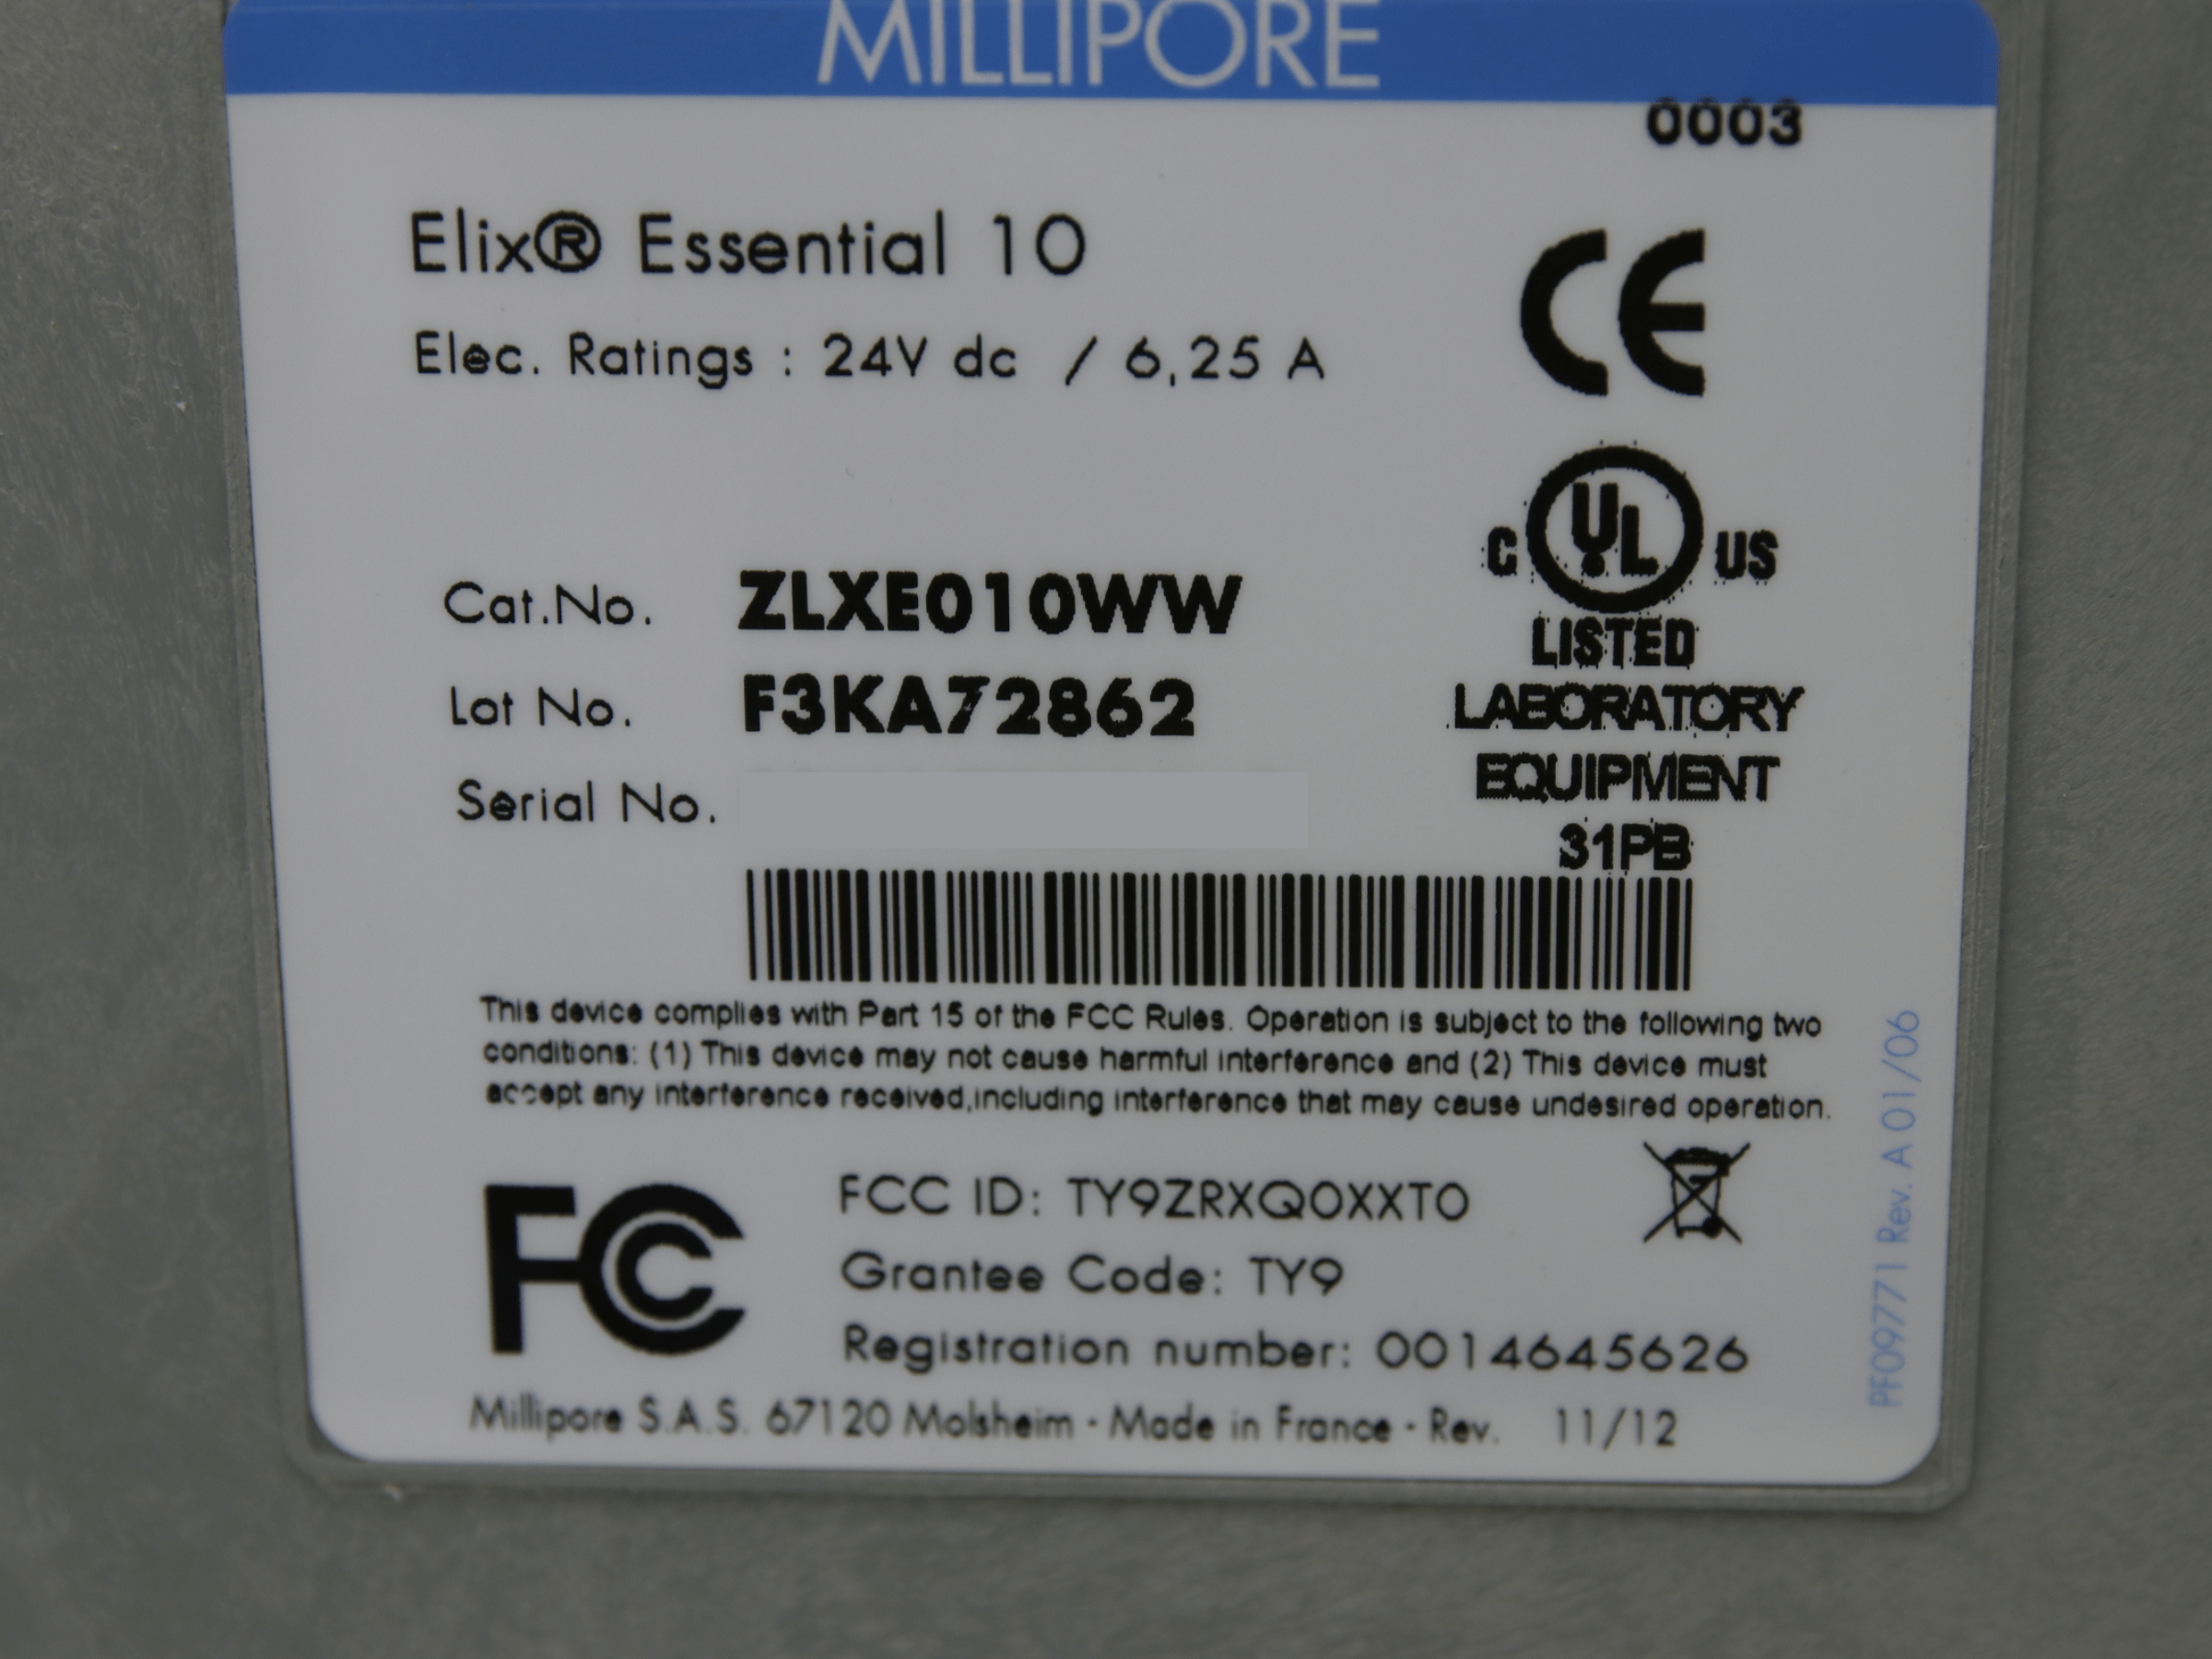 MILLIPORE
0003
Elix® Essential 10
Elec. Ratings : 24V dc / 6,25 A
CE
C UL US
LISTED
LABORATORY
EQUIPMENT
31PB
Cat.No. ZLXE010WW
Lot No. F3KA72862
Serial No.
This device complies with Part 15 of the FCC Rules. Operation is subject to the following two
conditions: (1) This device may not cause harmful interference and (2) This device must
accept any interference received,including interference that may cause undesired operation.
FC
FCC ID: TY9ZRXQ0XXT0
Grantee Code: TY9
Registration number: 0014645626
Millipore S.A.S. 67120 Molsheim - Made in France - Rev. 11/12
PF09771 Rev. A 01/06